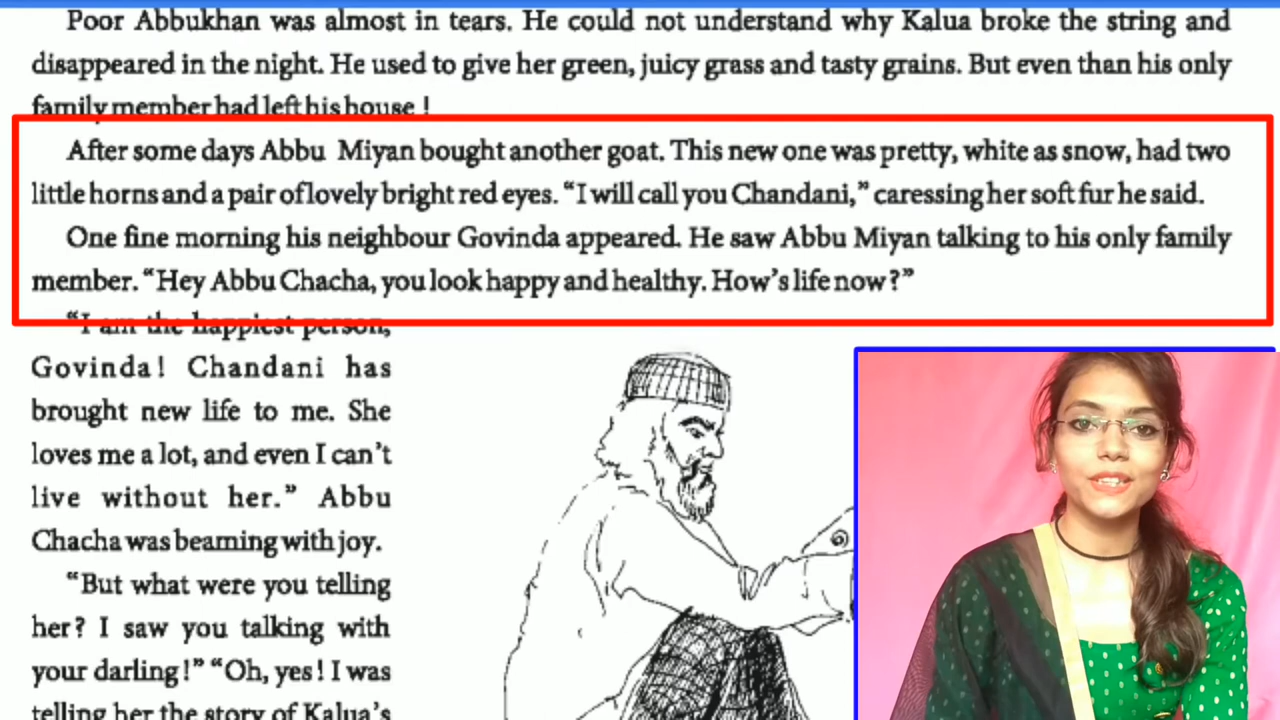 Poor Abbukhan was almost in tears. He could not understand why Kalua broke the string and
disappeared in the night. He used to give her green, juicy grass and tasty grains. But even than his only
family member had left his house !
After some days Abbu Miyan bought another goat. This new one was pretty, white as snow, had two
little horns and a pair of lovely bright red eyes. “I will call you Chandani,” caressing her soft fur he said.
One fine morning his neighbour Govinda appeared. He saw Abbu Miyan talking to his only family
member. “Hey Abbu Chacha, you look happy and healthy. How’s life now?”
“I am the happiest person,
Govinda! Chandani has
brought new life to me. She
loves me a lot, and even I can’t
live without her.” Abbu
Chacha was beaming with joy.
“But what were you telling
her? I saw you talking with
your darling!” “Oh, yes! I was
telling her the story of Kalua’s